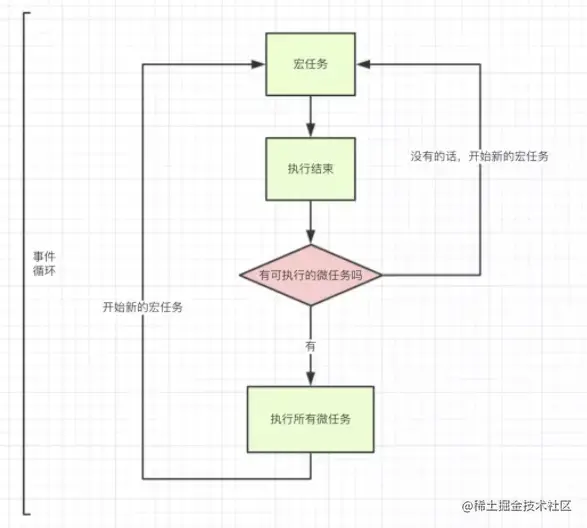 宏任务
执行结束
没有的话，开始新的宏任务
有可执行的微任务吗
事件
循环
开始新的宏任务
有
执行所有微任务
@稀土掘金技术社区